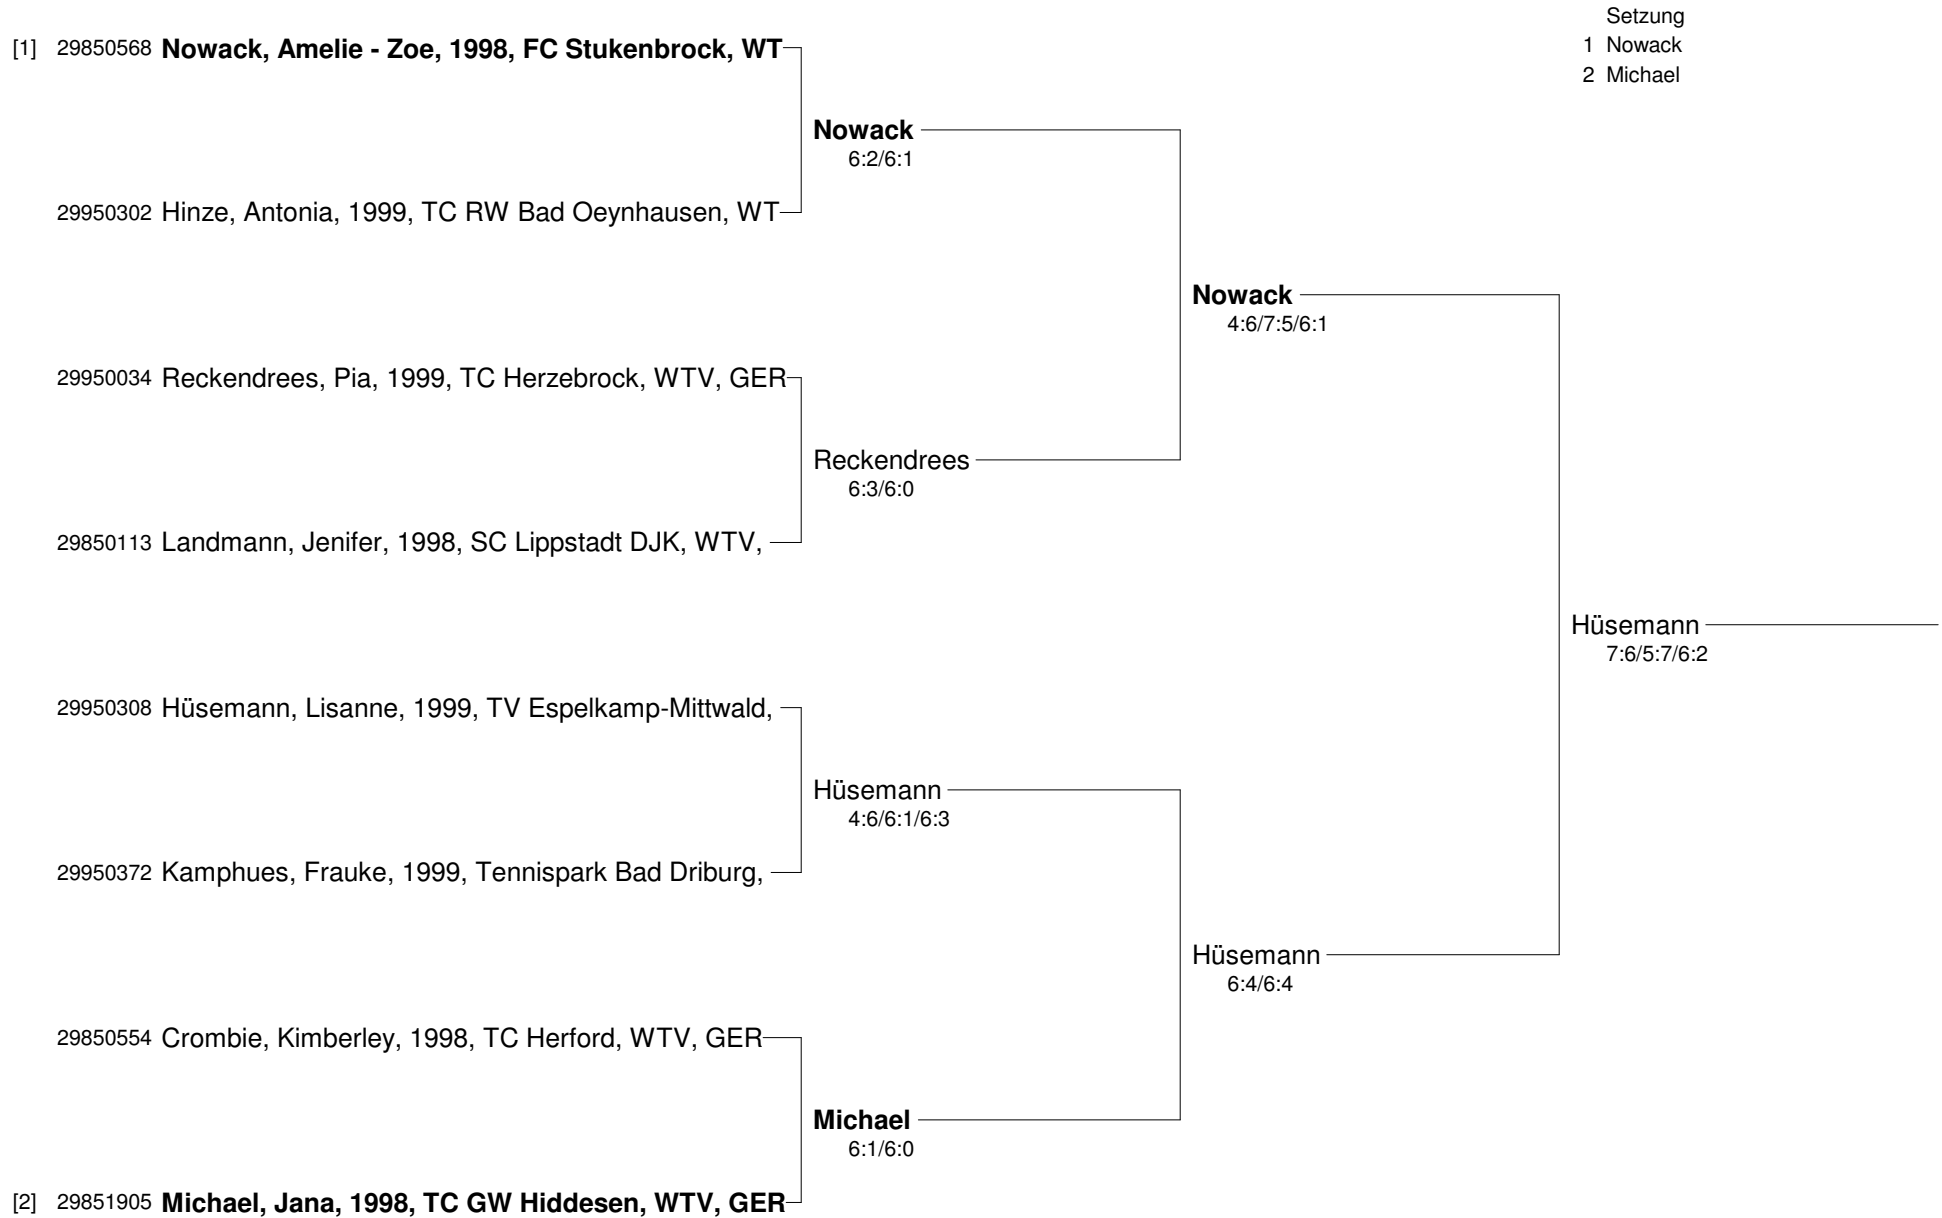 Setzung
1 Nowack
2 Michael
[1] 29850568 Nowack, Amelie - Zoe, 1998, FC Stukenbrock, WT
Nowack
6:2/6:1
29950302 Hinze, Antonia, 1999, TC RW Bad Oeynhausen, WT
Nowack
4:6/7:5/6:1
29950034 Reckendrees, Pia, 1999, TC Herzebrock, WTV, GER
Reckendrees
6:3/6:0
29850113 Landmann, Jenifer, 1998, SC Lippstadt DJK, WTV,
Hüsemann
7:6/5:7/6:2
29950308 Hüsemann, Lisanne, 1999, TV Espelkamp-Mittwald,
Hüsemann
4:6/6:1/6:3
29950372 Kamphues, Frauke, 1999, Tennispark Bad Driburg,
Hüsemann
6:4/6:4
29850554 Crombie, Kimberley, 1998, TC Herford, WTV, GER
Michael
6:1/6:0
[2] 29851905 Michael, Jana, 1998, TC GW Hiddesen, WTV, GER